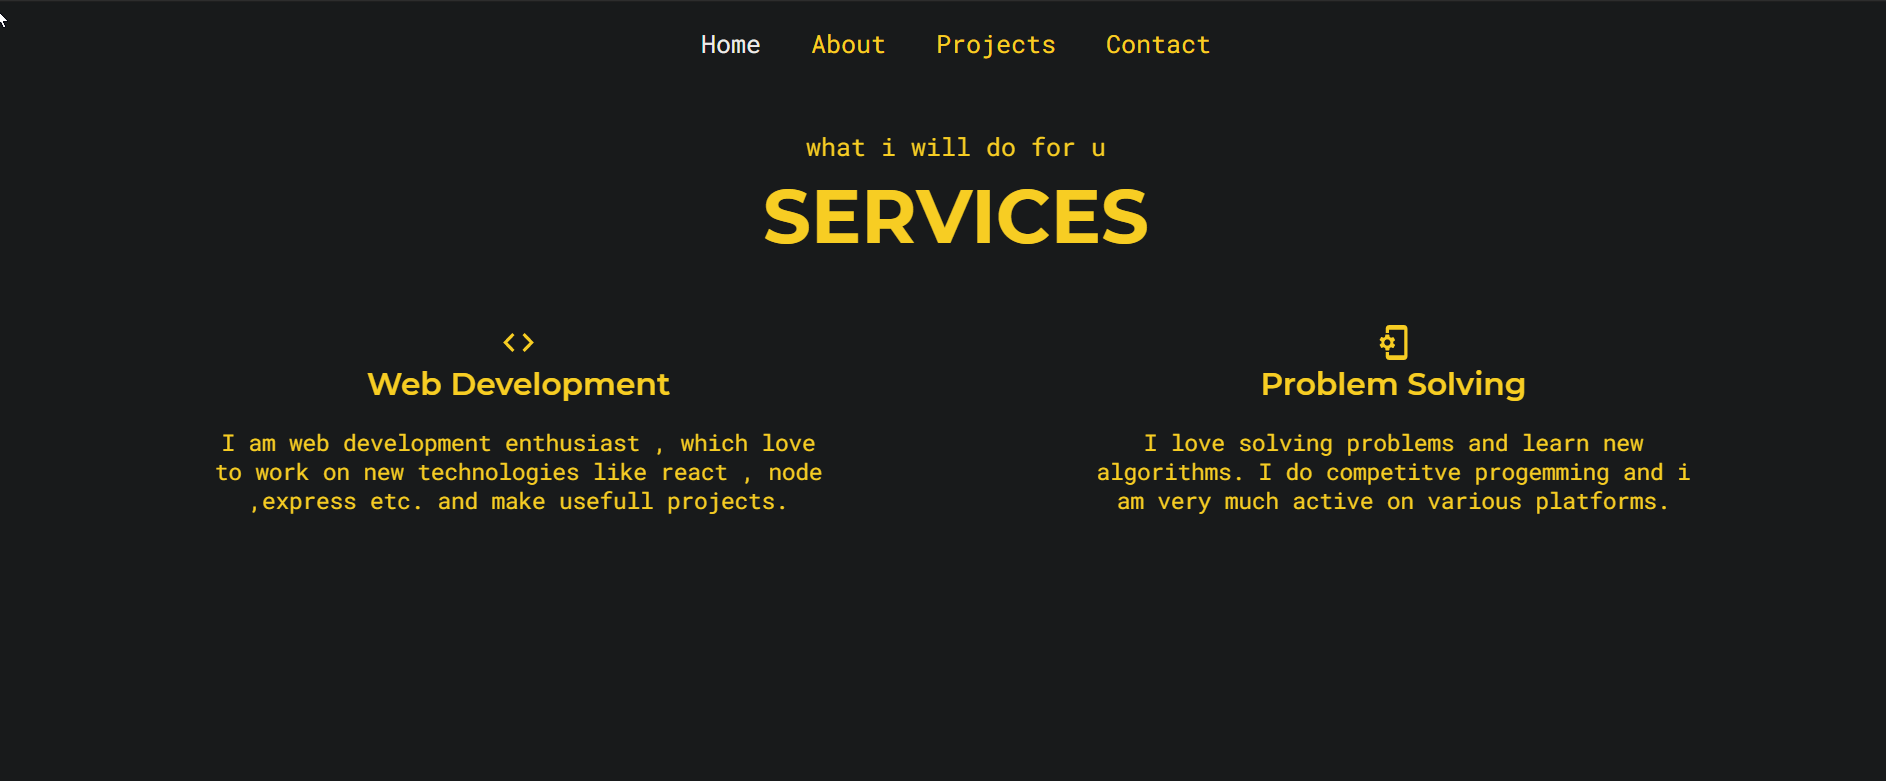 Home About Projects Contact
what i will do for u
SERVICES
Web Development
I am web development enthusiast , which love
to work on new technologies like react , node
,express etc. and make usefull projects.
Problem Solving
I love solving problems and learn new
algorithms. I do competitve progemming and i
am very much active on various platforms.